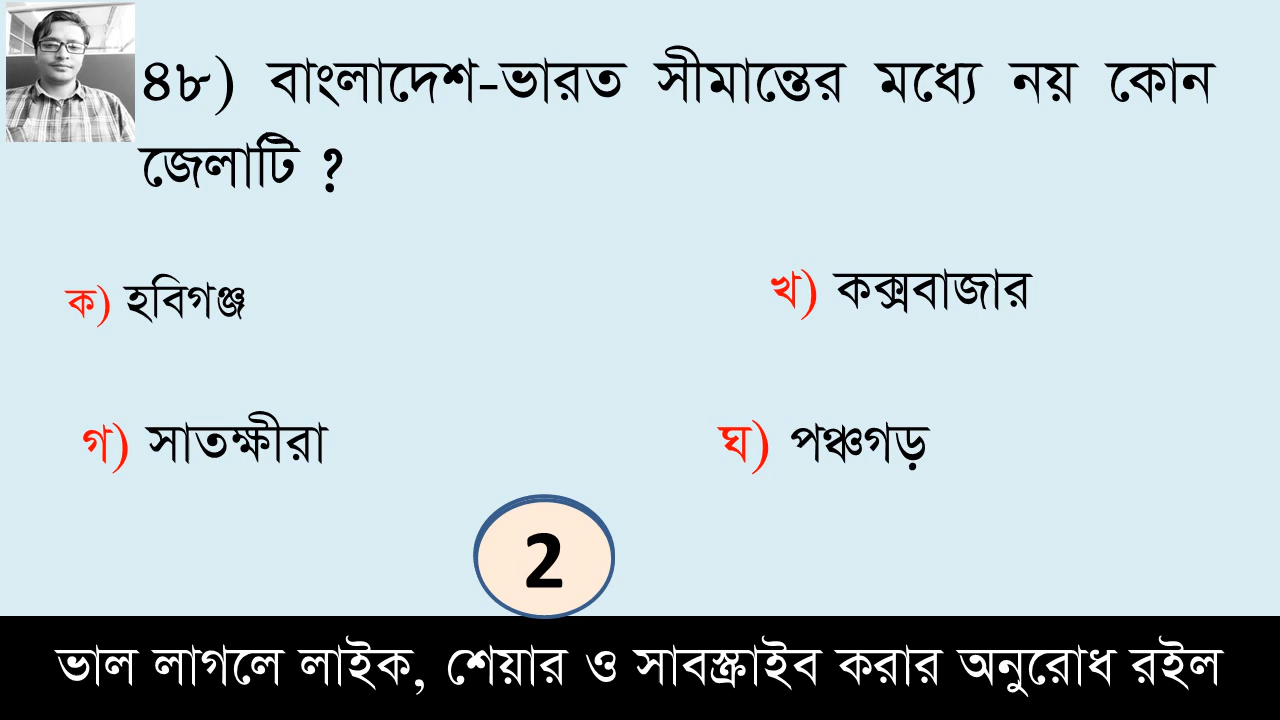 ৪৮) বাংলাদেশ-ভারত সীমান্তের মধ্যে নয় কোন
জেলাটি ?
ক) হবিগঞ্জ
খ) কক্সবাজার
গ) সাতক্ষীরা
ঘ) পঞ্চগড়
2
ভাল লাগলে লাইক, শেয়ার ও সাবস্ক্রাইব করার অনুরোধ রইল